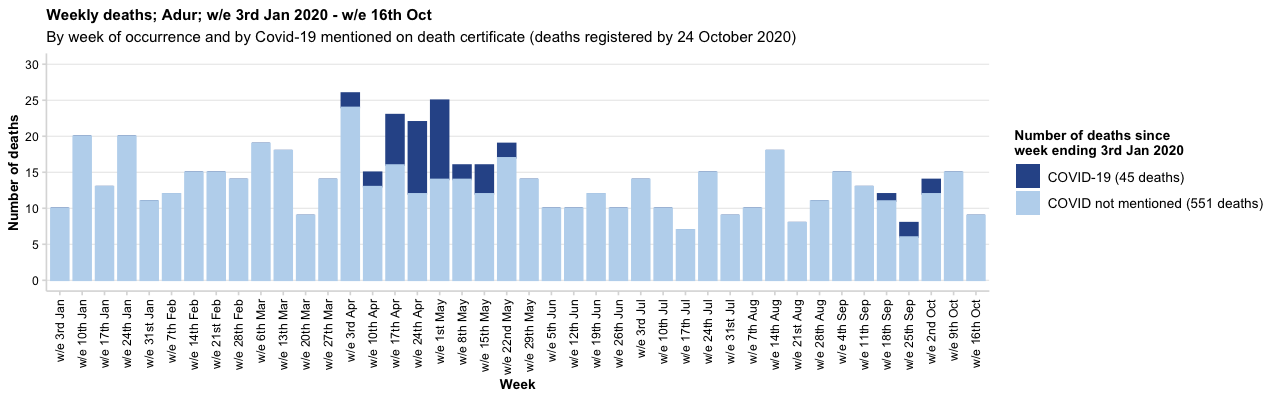 Weekly deaths; Adur; w/e 3rd Jan 2020 - w/e 16th Oct
By week of occurrence and by Covid-19 mentioned on death certificate (deaths registered by 24 October 2020)
30
25
20
15
10
5
0
Number of deaths
w/e 3rd Jan
w/e 10th Jan
w/e 17th Jan
w/e 24th Jan
w/e 31st Jan
w/e 7th Feb
w/e 14th Feb
w/e 21st Feb
w/e 28th Feb
w/e 6th Mar
w/e 13th Mar
w/e 20th Mar
w/e 27th Mar
w/e 3rd Apr
w/e 10th Apr
w/e 17th Apr
w/e 24th Apr
w/e 1st May
w/e 8th May
w/e 15th May
w/e 22nd May
w/e 29th May
w/e 5th Jun
w/e 12th Jun
w/e 19th Jun
w/e 26th Jun
w/e 3rd Jul
w/e 10th Jul
w/e 17th Jul
w/e 24th Jul
w/e 31st Jul
w/e 7th Aug
w/e 14th Aug
w/e 21st Aug
w/e 28th Aug
w/e 4th Sep
w/e 11th Sep
w/e 18th Sep
w/e 25th Sep
w/e 2nd Oct
w/e 9th Oct
w/e 16th Oct
Week
Number of deaths since
week ending 3rd Jan 2020
COVID-19 (45 deaths)
COVID not mentioned (551 deaths)